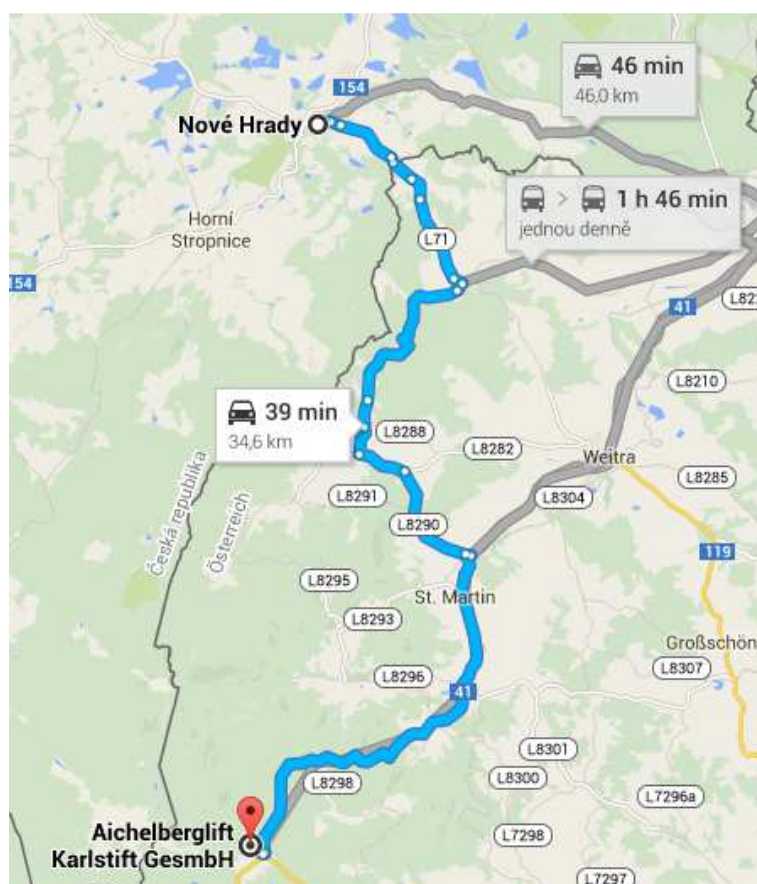 46 min
46,0 km
154
Nové Hrady
1 h 46 min
jednou denně
Horní
Stropnice
L71
154
41
L8210
39 min
34,6 km
L8288
L8282
Weitra
L8285
L8291
L8304
Česká republika
Österreich
L8290
119
L8295
St. Martin
L8293
Großschön
L8307
L8296
41
L8301
L8300
L8298
L7296a
Aichelberglift
Karlstift GesmbH
L7298
L7297